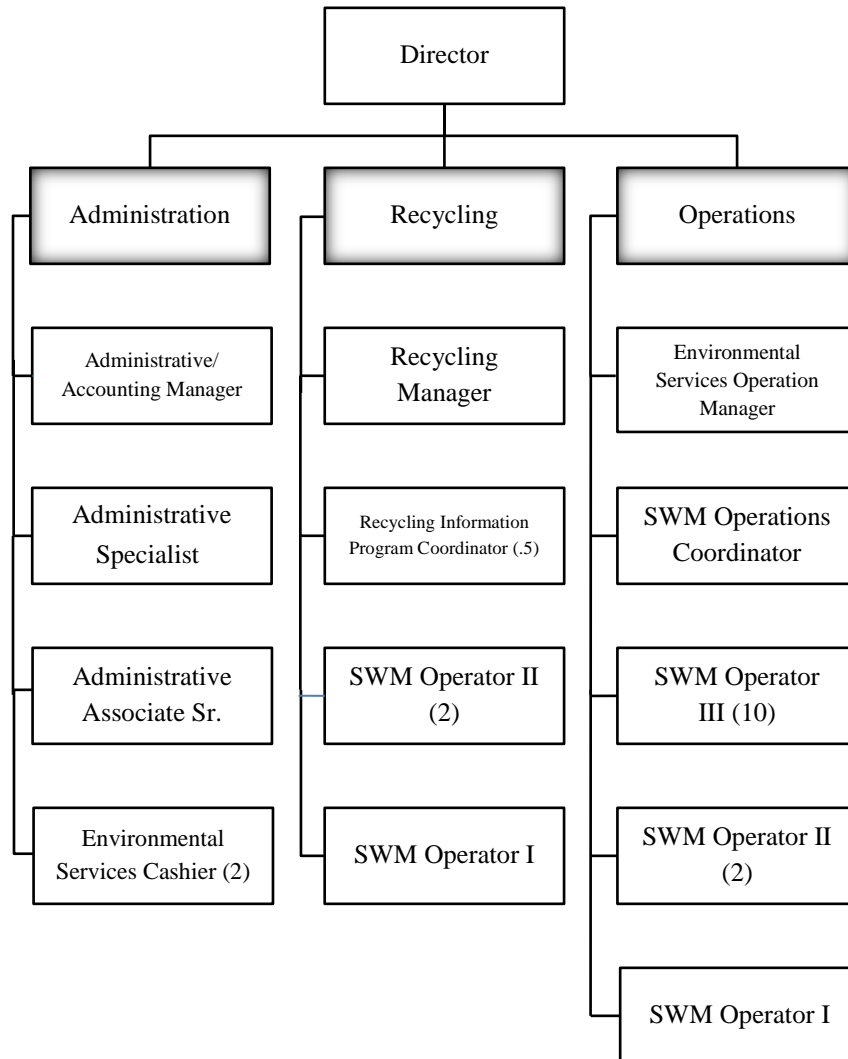 Director
Administration
Recycling
Operations
Administrative/
Accounting Manager
Recycling
Manager
Environmental
Services Operation
Manager
Administrative
Specialist
Recycling Information
Program Coordinator (.5)
SWM Operations
Coordinator
Administrative
Associate Sr.
SWM Operator II
(2)
SWM Operator
III (10)
Environmental
Services Cashier (2)
SWM Operator I
SWM Operator II
(2)
SWM Operator I